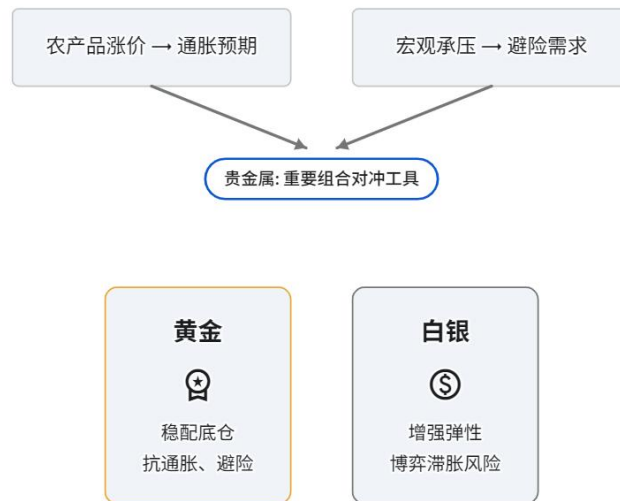 农产品涨价 → 通胀预期
宏观承压 → 避险需求
贵金属: 重要组合对冲工具
黄金
稳配底仓
抗通胀、避险
白银
增强弹性
博弈滞胀风险